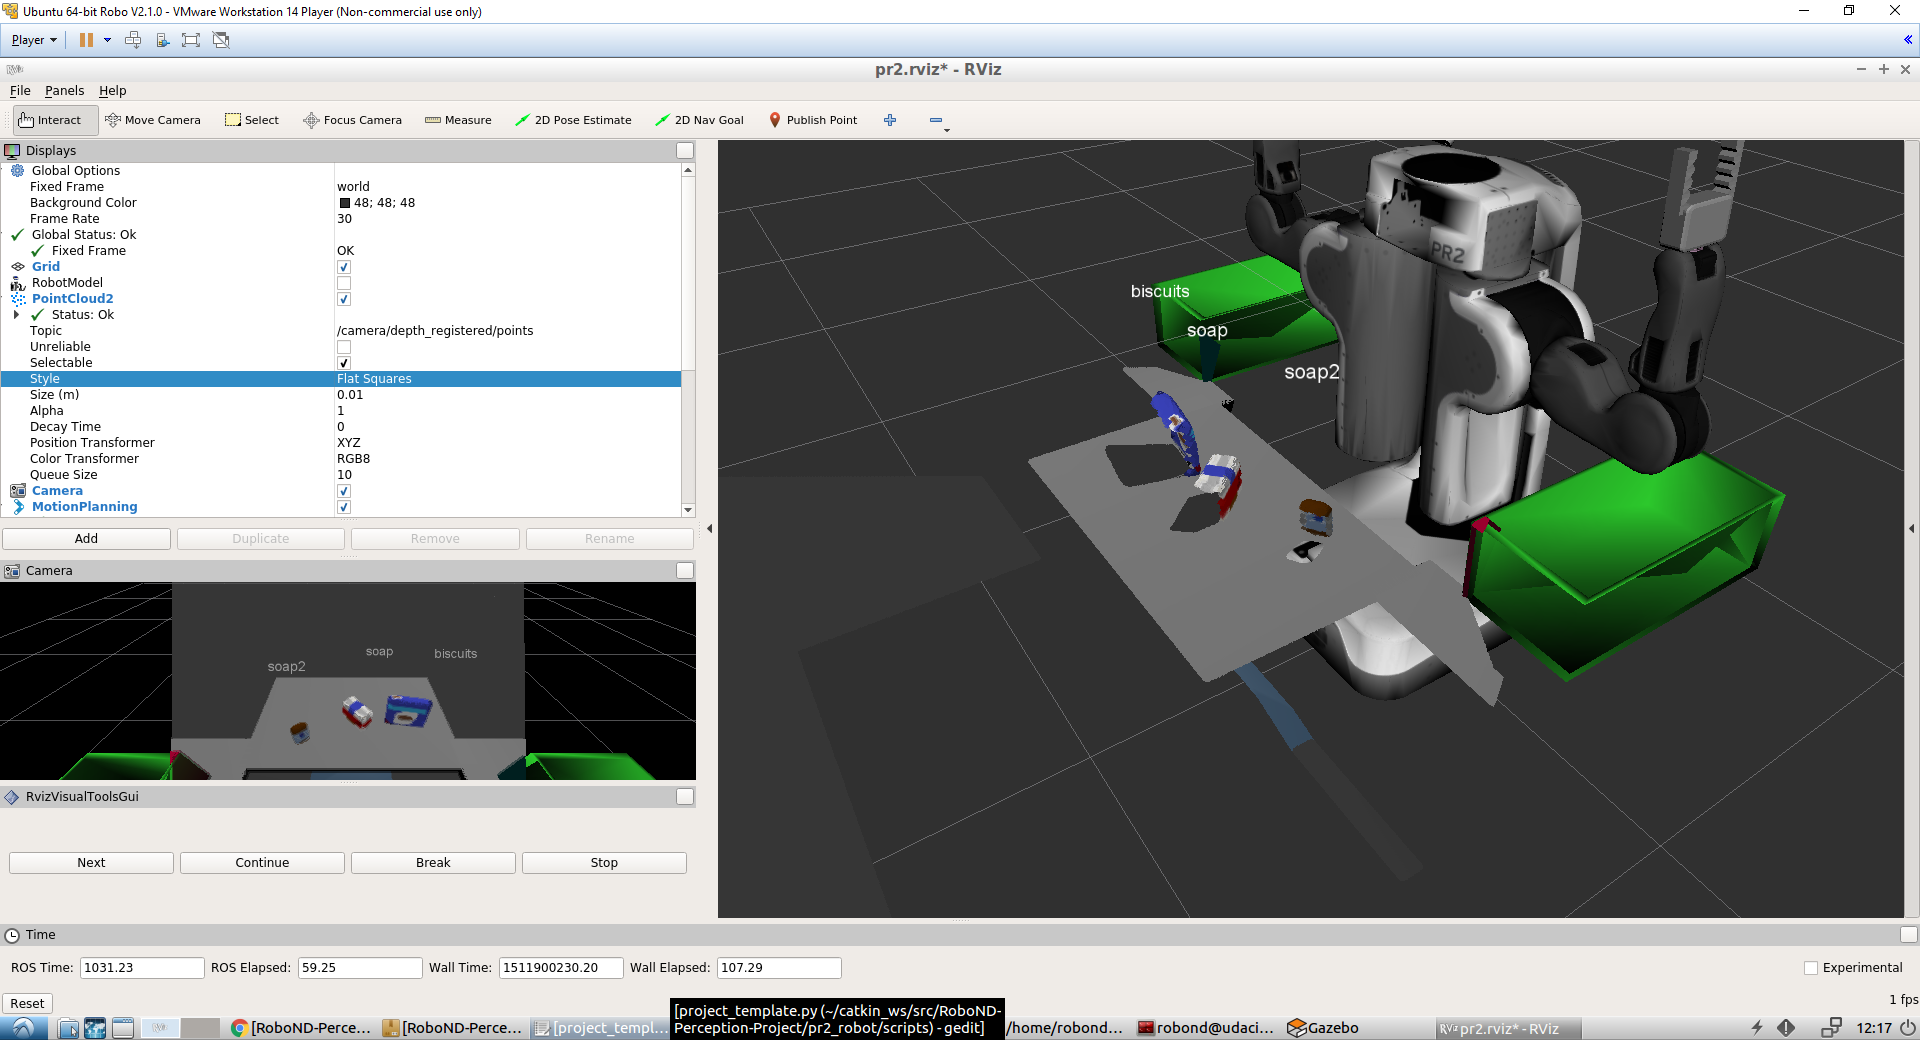 Ubuntu 64-bit Robo V2.1.0 - VMware Workstation 14 Player (Non-commercial use only)
Player
pr2.rviz* - RViz
File Panels Help
Interact Move Camera Select Focus Camera Measure 2D Pose Estimate 2D Nav Goal Publish Point
Displays
Global Options
Fixed Frame world
Background Color 48; 48; 48
Frame Rate 30
Global Status: Ok
Fixed Frame OK
Grid
RobotModel
PointCloud2
Status: Ok
Topic /camera/depth_registered/points
Unreliable
Selectable
Style Flat Squares
Size (m) 0.01
Alpha 1
Decay Time 0
Position Transformer XYZ
Color Transformer RGB8
Queue Size 10
Camera
MotionPlanning
Add Duplicate Remove Rename
Camera
soap2 soap biscuits
RvizVisualToolsGui
Next Continue Break Stop
PR2
biscuits
soap
soap2
Time
ROS Time: 1031.23 ROS Elapsed: 59.25 Wall Time: 1511900230.20 Wall Elapsed: 107.29 Experimental
Reset 1 fps
[project_template.py (~/catkin_ws/src/RoboND-
Perception-Project/pr2_robot/scripts) - gedit]
[RoboND-Perce... [RoboND-Perce... [project_templ... /home/robond... robond@udaci... Gazebo pr2.rviz* - RViz 12:17